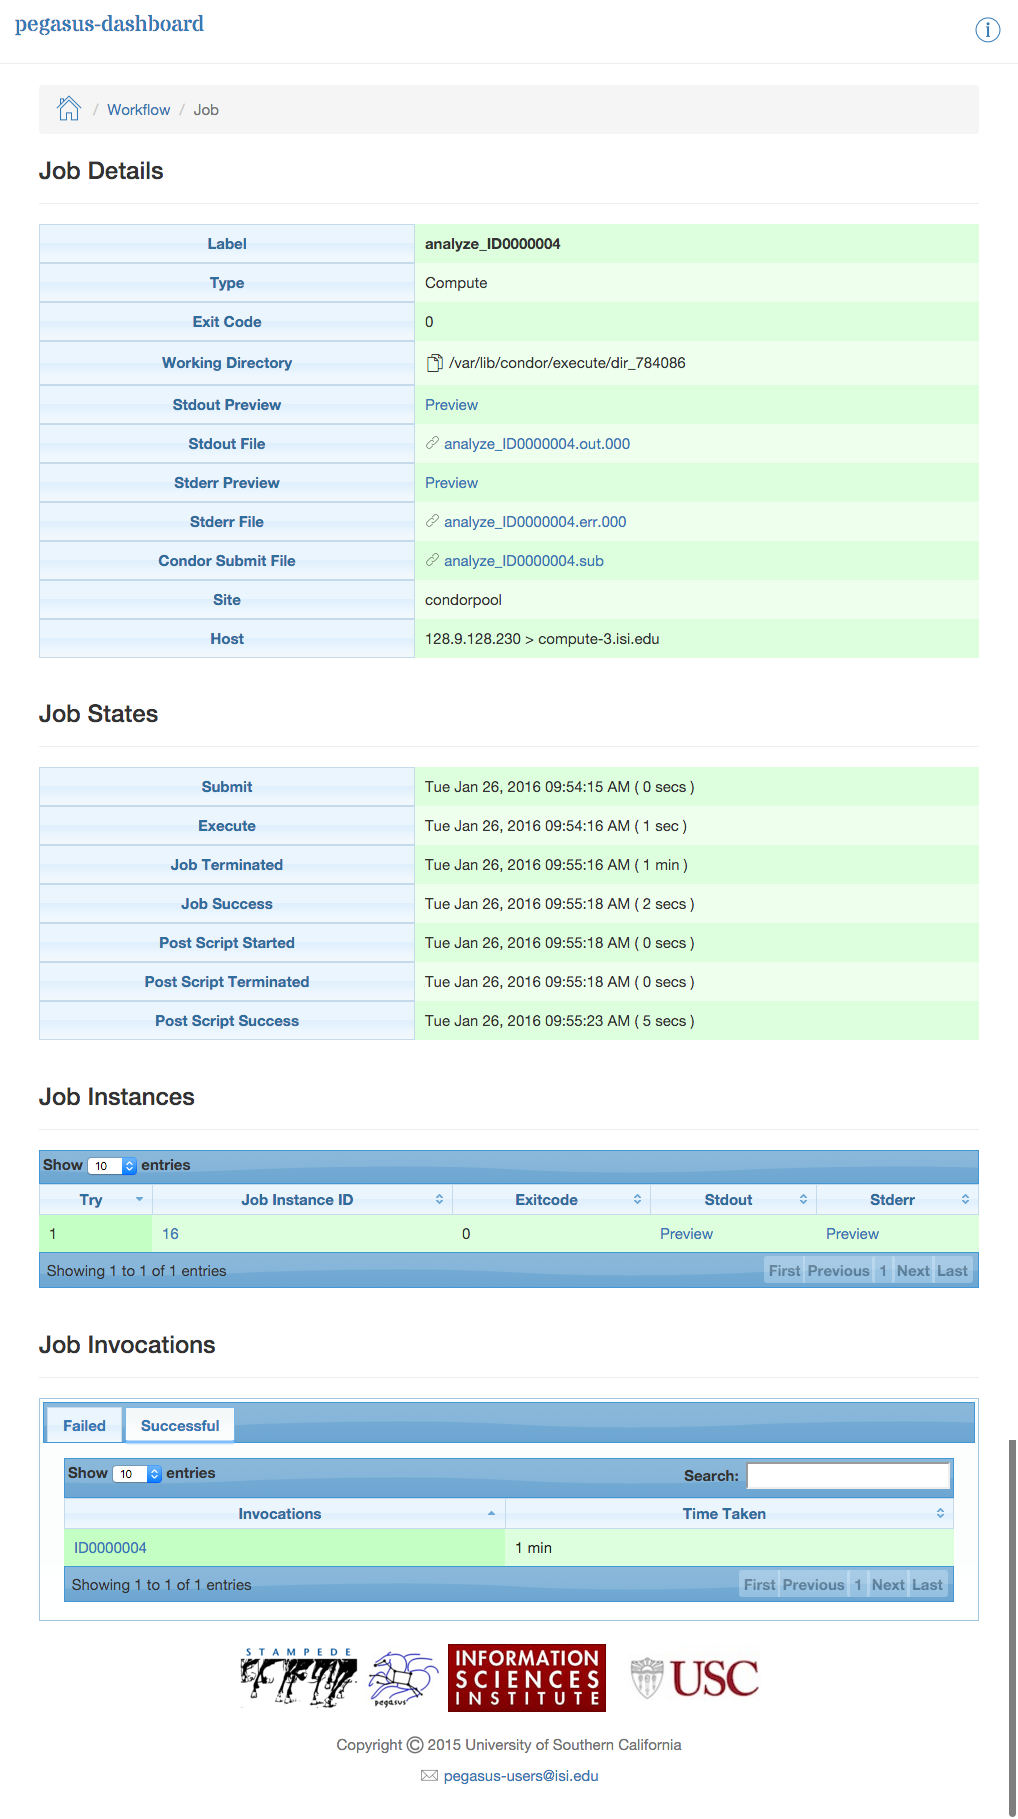 pegasus-dashboard
/ Workflow / Job
Job Details
Label analyze_ID0000004
Type Compute
Exit Code 0
Working Directory /var/lib/condor/execute/dir_784086
Stdout Preview Preview
Stdout File analyze_ID0000004.out.000
Stderr Preview Preview
Stderr File analyze_ID0000004.err.000
Condor Submit File analyze_ID0000004.sub
Site condorpool
Host 128.9.128.230 > compute-3.isi.edu
Job States
Submit Tue Jan 26, 2016 09:54:15 AM ( 0 secs )
Execute Tue Jan 26, 2016 09:54:16 AM ( 1 sec )
Job Terminated Tue Jan 26, 2016 09:55:16 AM ( 1 min )
Job Success Tue Jan 26, 2016 09:55:18 AM ( 2 secs )
Post Script Started Tue Jan 26, 2016 09:55:18 AM ( 0 secs )
Post Script Terminated Tue Jan 26, 2016 09:55:18 AM ( 0 secs )
Post Script Success Tue Jan 26, 2016 09:55:23 AM ( 5 secs )
Job Instances
Show 10 entries
Try Job Instance ID Exitcode Stdout Stderr
1 16 0 Preview Preview
Showing 1 to 1 of 1 entries First Previous 1 Next Last
Job Invocations
Failed Successful
Show 10 entries Search:
Invocations Time Taken
ID0000004 1 min
Showing 1 to 1 of 1 entries First Previous 1 Next Last
STAMPEDE
pegasus
INFORMATION
SCIENCES
INSTITUTE
USC
Copyright © 2015 University of Southern California
pegasus-users@isi.edu